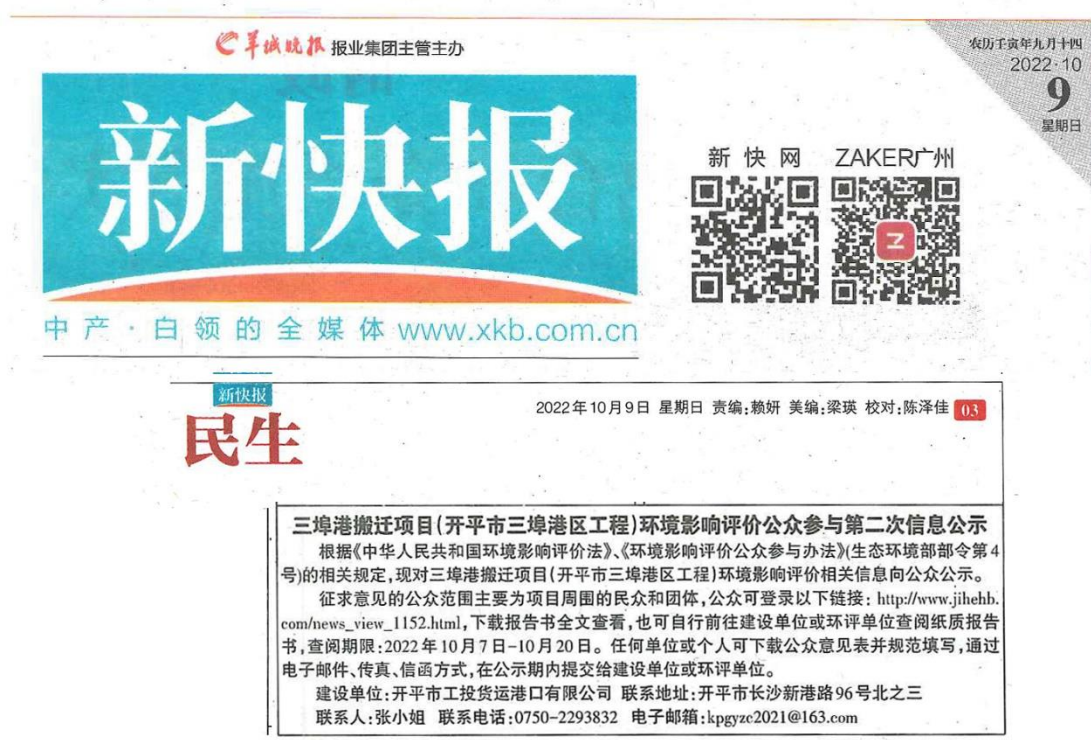 羊城晚报 报业集团主管主办
农历壬寅年九月十四
2022·10
9
星期日
新快报
新快网 ZAKER广州
中产·白领的全媒体 www.xkb.com.cn
新快报
民生
2022年10月9日 星期日 责编:赖妍 美编:梁瑛 校对:陈泽佳 03
三埠港搬迁项目(开平市三埠港区工程)环境影响评价公众参与第二次信息公示
根据《中华人民共和国环境影响评价法》、《环境影响评价公众参与办法》(生态环境部部令第4
号)的相关规定,现对三埠港搬迁项目(开平市三埠港区工程)环境影响评价相关信息向公众公示。
征求意见的公众范围主要为项目周围的民众和团体,公众可登录以下链接: http://www.jihehb.
com/news_view_1152.html,下载报告书全文查看,也可自行前往建设单位或环评单位查阅纸质报告
书,查阅期限:2022年10月7日-10月20日。任何单位或个人可下载公众意见表并规范填写,通过
电子邮件、传真、信函方式,在公示期内提交给建设单位或环评单位。
建设单位:开平市工投货运港口有限公司 联系地址:开平市长沙新港路96号北之三
联系人:张小姐 联系电话:0750-2293832 电子邮箱:kpgyzc2021@163.com